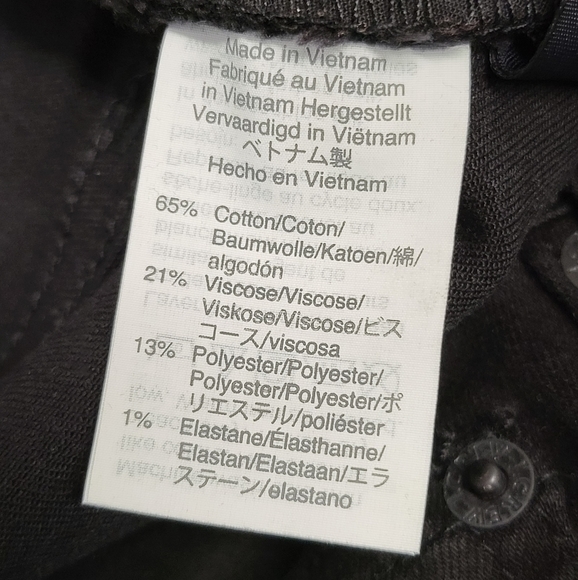 Made in Vietnam
Fabriqué au Vietnam
in Vietnam Hergestellt
Vervaardigd in Viëtnam
ベトナム製
Hecho en Vietnam
65% Cotton/Coton/
Baumwolle/Katoen/綿/
algodón
21% Viscose/Viscose/
Viskose/Viscose/ビス
コース/viscosa
13% Polyester/Polyester/
Polyester/Polyester/ポ
リエステル/poliéster
1% Elastane/Élasthanne/
Elastan/Elastaan/エラ
ステーン/elastano